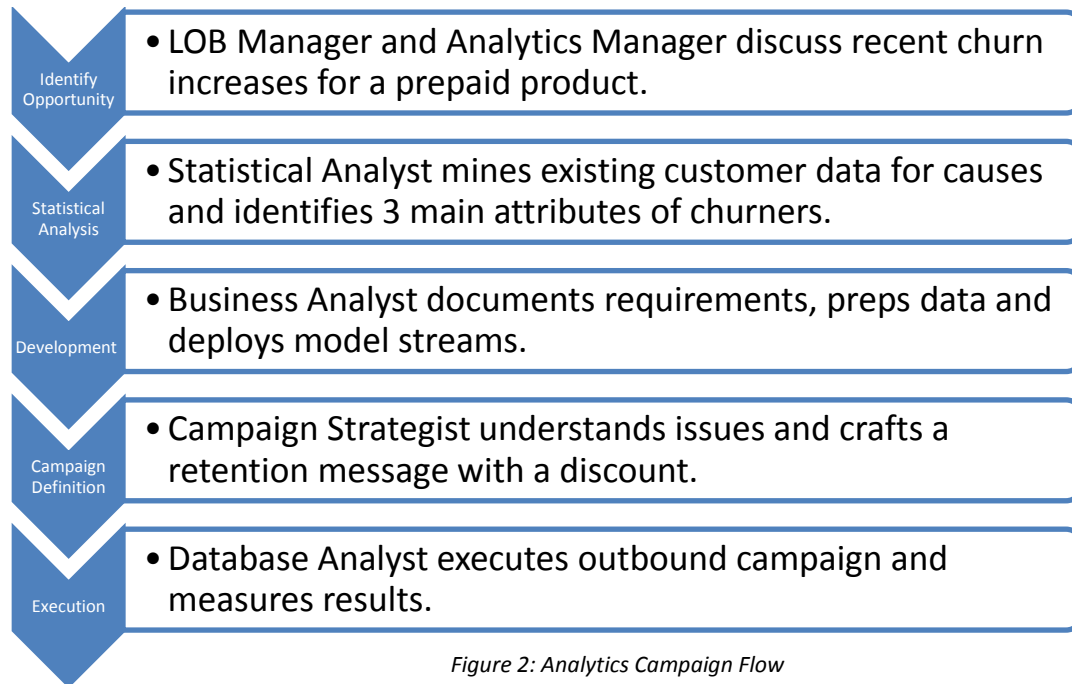 Identify
Opportunity
• LOB Manager and Analytics Manager discuss recent churn
increases for a prepaid product.
Statistical
Analysis
• Statistical Analyst mines existing customer data for causes
and identifies 3 main attributes of churners.
Development
• Business Analyst documents requirements, preps data and
deploys model streams.
Campaign
Definition
• Campaign Strategist understands issues and crafts a
retention message with a discount.
Execution
• Database Analyst executes outbound campaign and
measures results.
Figure 2: Analytics Campaign Flow